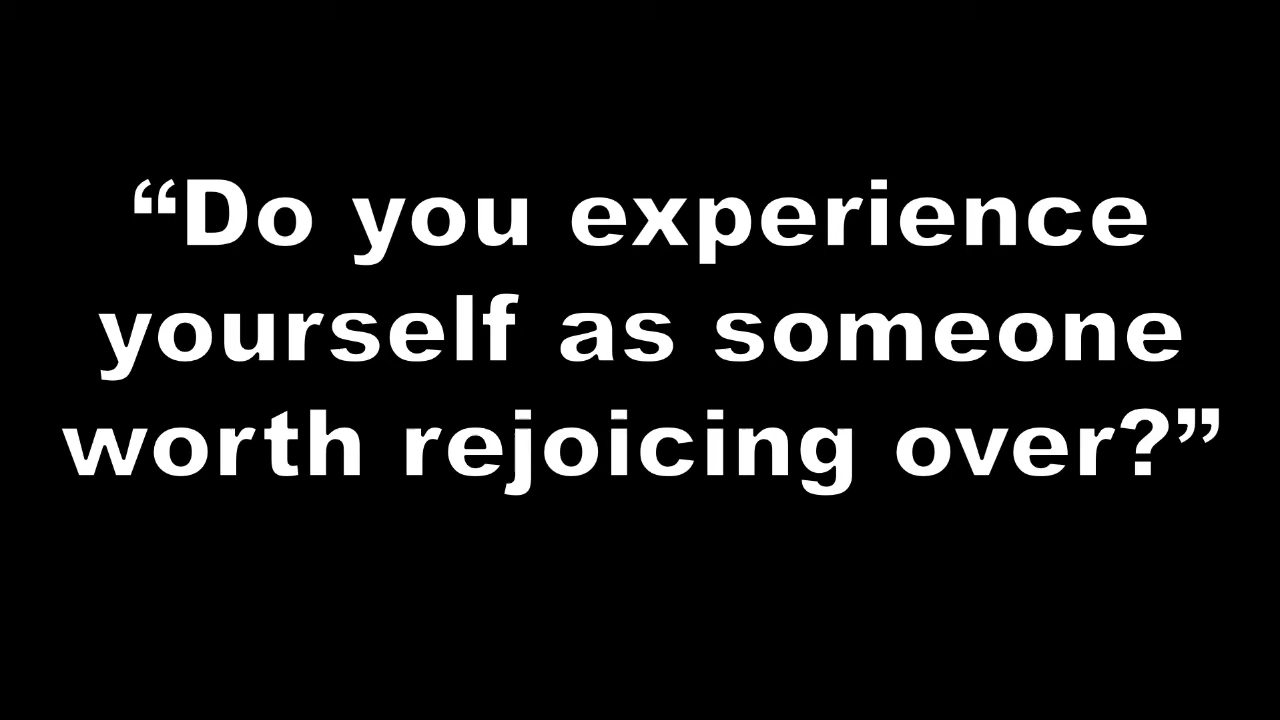 “Do you experience
yourself as someone
worth rejoicing over?”